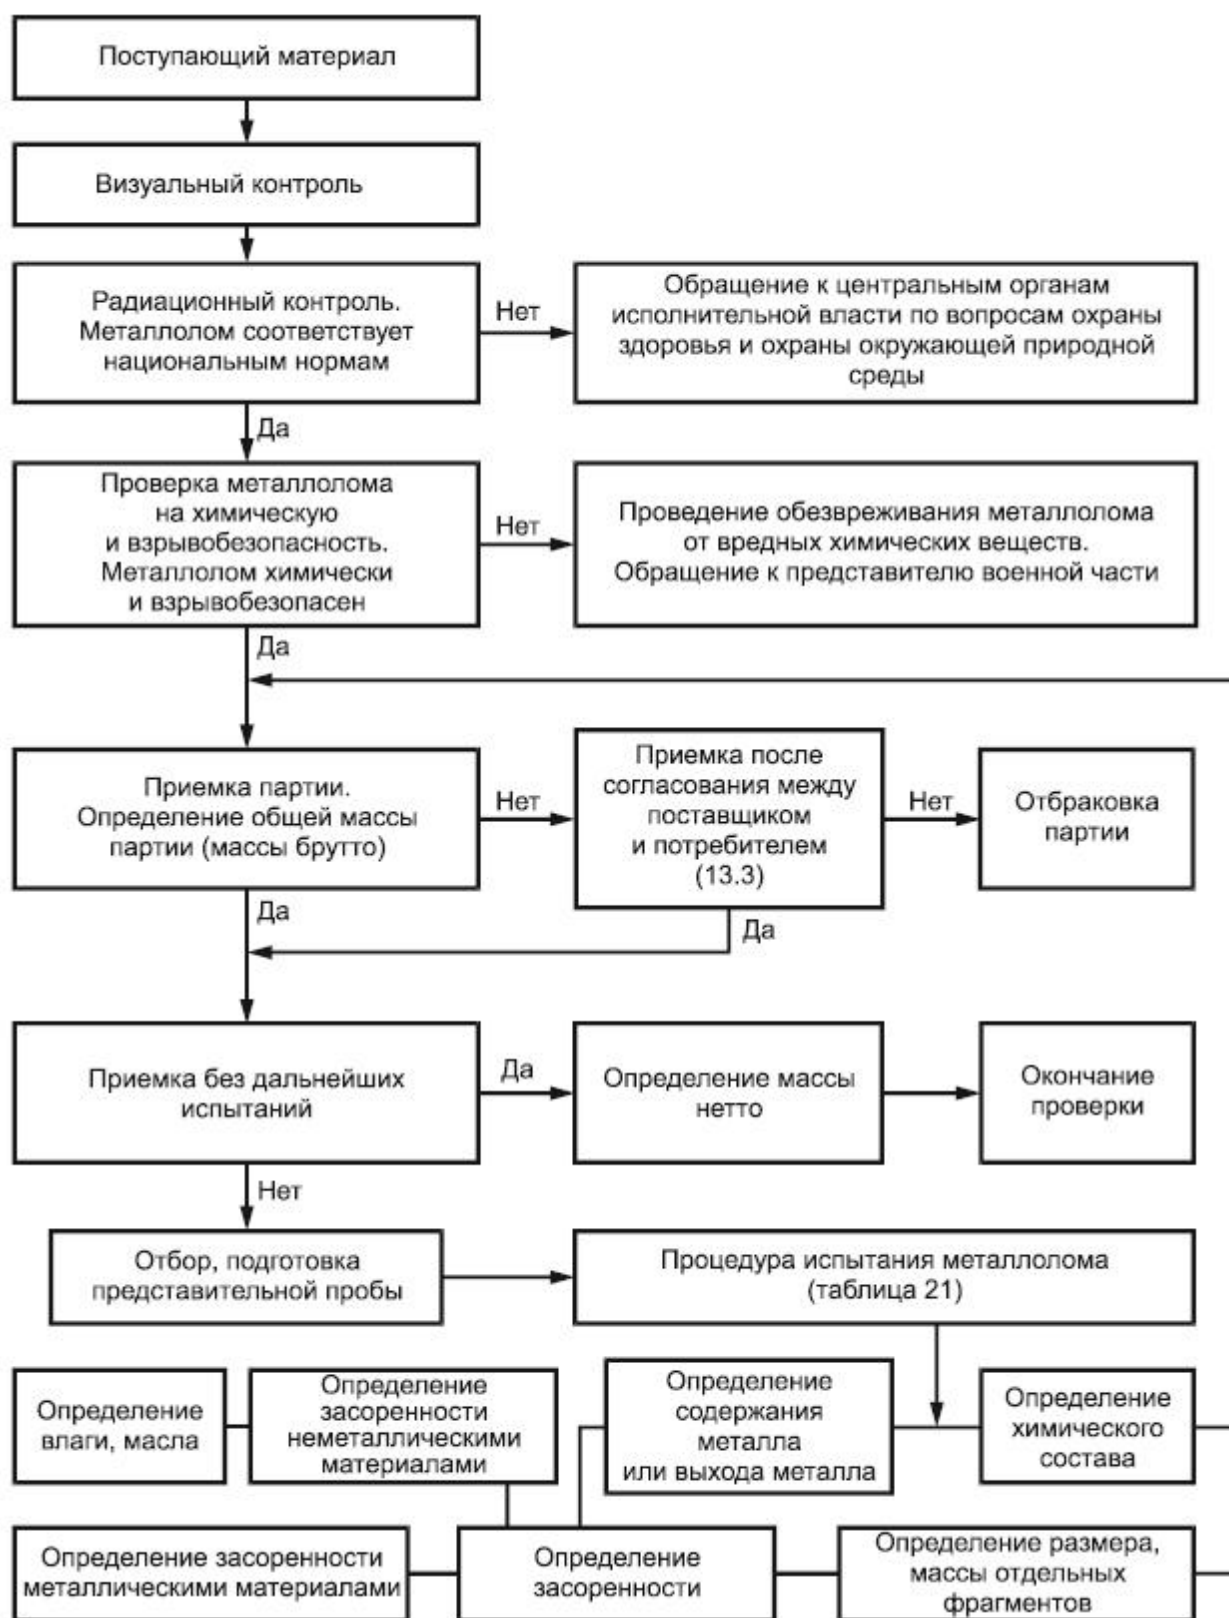 Поступающий материал
Визуальный контроль
Радиационный контроль.
Металлолом соответствует
национальным нормам
Нет
Обращение к центральным органам
исполнительной власти по вопросам охраны
здоровья и охраны окружающей природной
среды
Да
Проверка металлолома
на химическую
и взрывобезопасность.
Металлолом химически
и взрывобезопасен
Нет
Проведение обезвреживания металлолома
от вредных химических веществ.
Обращение к представителю военной части
Да
Приемка партии.
Определение общей массы
партии (массы брутто)
Нет
Приемка после
согласования между
поставщиком
и потребителем
(13.3)
Нет
Отбраковка
партии
Да
Да
Приемка без дальнейших
испытаний
Да
Определение массы
нетто
Окончание
проверки
Нет
Отбор, подготовка
представительной пробы
Процедура испытания металлолома
(таблица 21)
Определение
влаги, масла
Определение
засоренности
неметаллическими
материалами
Определение
содержания
металла
или выхода металла
Определение
химического
состава
Определение засоренности
металлическими материалами
Определение
засоренности
Определение размера,
массы отдельных
фрагментов